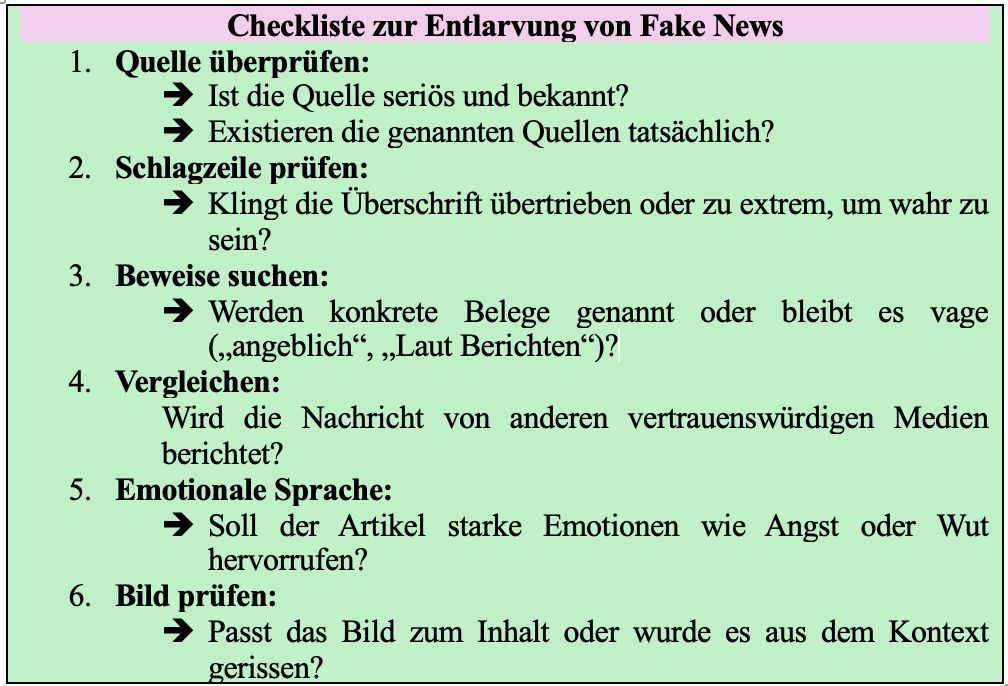 Checkliste zur Entlarvung von Fake News
1. Quelle überprüfen:
➔ Ist die Quelle seriös und bekannt?
➔ Existieren die genannten Quellen tatsächlich?
2. Schlagzeile prüfen:
➔ Klingt die Überschrift übertrieben oder zu extrem, um wahr zu
sein?
3. Beweise suchen:
➔ Werden konkrete Belege genannt oder bleibt es vage
(„angeblich“, „Laut Berichten“)?
4. Vergleichen:
Wird die Nachricht von anderen vertrauenswürdigen Medien
berichtet?
5. Emotionale Sprache:
➔ Soll der Artikel starke Emotionen wie Angst oder Wut
hervorrufen?
6. Bild prüfen:
➔ Passt das Bild zum Inhalt oder wurde es aus dem Kontext
gerissen?